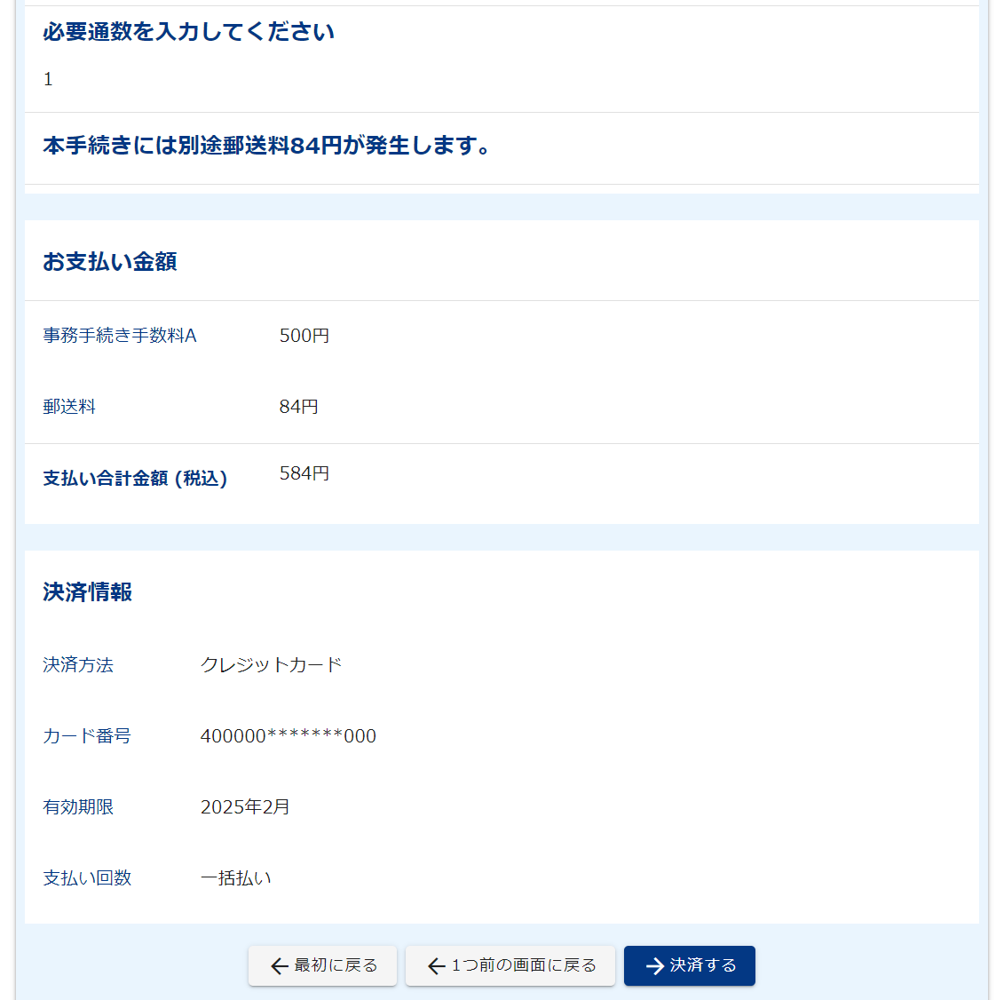 必要通数を入力してください
1
本手続きには別途郵送料84円が発生します。
お支払い金額
事務手続き手数料A 500円
郵送料 84円
支払い合計金額 (税込) 584円
決済情報
決済方法 クレジットカード
カード番号 400000*******000
有効期限 2025年2月
支払い回数 一括払い
← 最初に戻る ← 1つ前の画面に戻る → 決済する